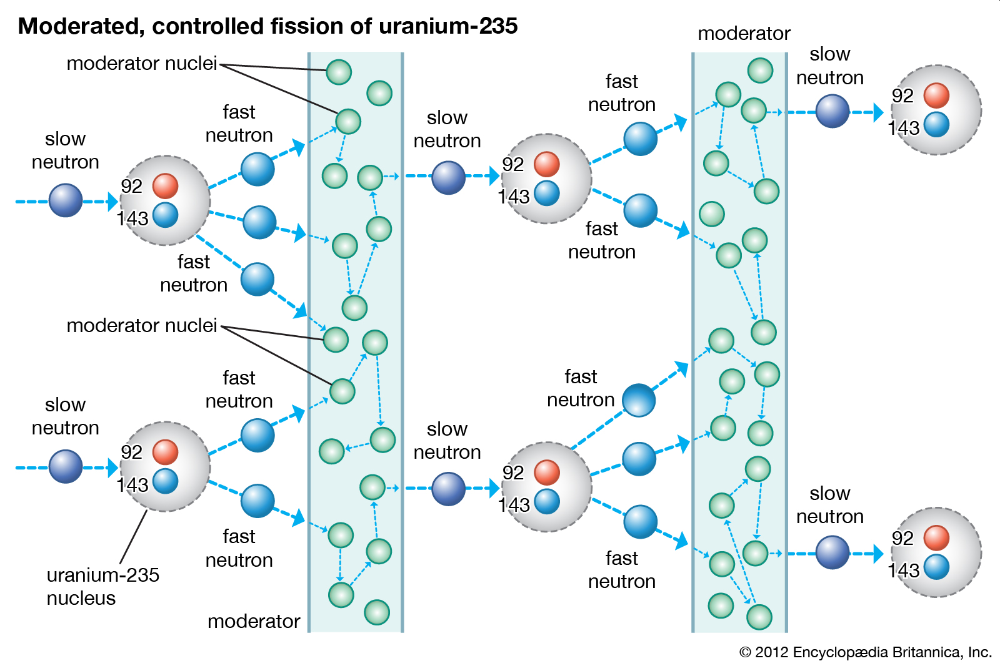 Moderated, controlled fission of uranium-235
moderator
moderator nuclei
slow
neutron
92
143
fast
neutron
fast
neutron
slow
neutron
92
143
fast
neutron
fast
neutron
slow
neutron
92
143
moderator nuclei
slow
neutron
92
143
fast
neutron
fast
neutron
uranium-235
nucleus
moderator
slow
neutron
92
143
fast
neutron
fast
neutron
slow
neutron
92
143
© 2012 Encyclopædia Britannica, Inc.